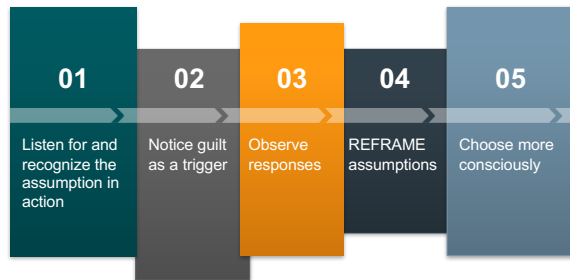 01
Listen for and
recognize the
assumption in
action
02
Notice guilt
as a trigger
03
Observe
responses
04
REFRAME
assumptions
05
Choose more
consciously